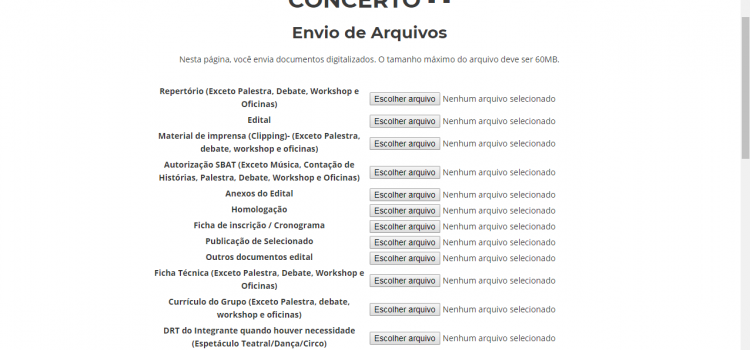 CONCERTO - -
Envio de Arquivos
Nesta página, você envia documentos digitalizados. O tamanho máximo do arquivo deve ser 60MB.
Repertório (Exceto Palestra, Debate, Workshop e
Oficinas)
Escolher arquivo Nenhum arquivo selecionado
Edital
Escolher arquivo Nenhum arquivo selecionado
Material de imprensa (Clipping)- (Exceto Palestra,
debate, workshop e oficinas)
Escolher arquivo Nenhum arquivo selecionado
Autorização SBAT (Exceto Música, Contação de
Histórias, Palestra, Debate, Workshop e Oficinas)
Escolher arquivo Nenhum arquivo selecionado
Anexos do Edital
Escolher arquivo Nenhum arquivo selecionado
Homologação
Escolher arquivo Nenhum arquivo selecionado
Ficha de inscrição / Cronograma
Escolher arquivo Nenhum arquivo selecionado
Publicação de Selecionado
Escolher arquivo Nenhum arquivo selecionado
Outros documentos edital
Escolher arquivo Nenhum arquivo selecionado
Ficha Técnica (Exceto Palestra, Debate, Workshop e
Oficinas)
Escolher arquivo Nenhum arquivo selecionado
Currículo do Grupo (Exceto Palestra, debate,
workshop e oficinas)
Escolher arquivo Nenhum arquivo selecionado
DRT do Integrante quando houver necessidade
(Espetáculo Teatral/Dança/Circo)
Escolher arquivo Nenhum arquivo selecionado